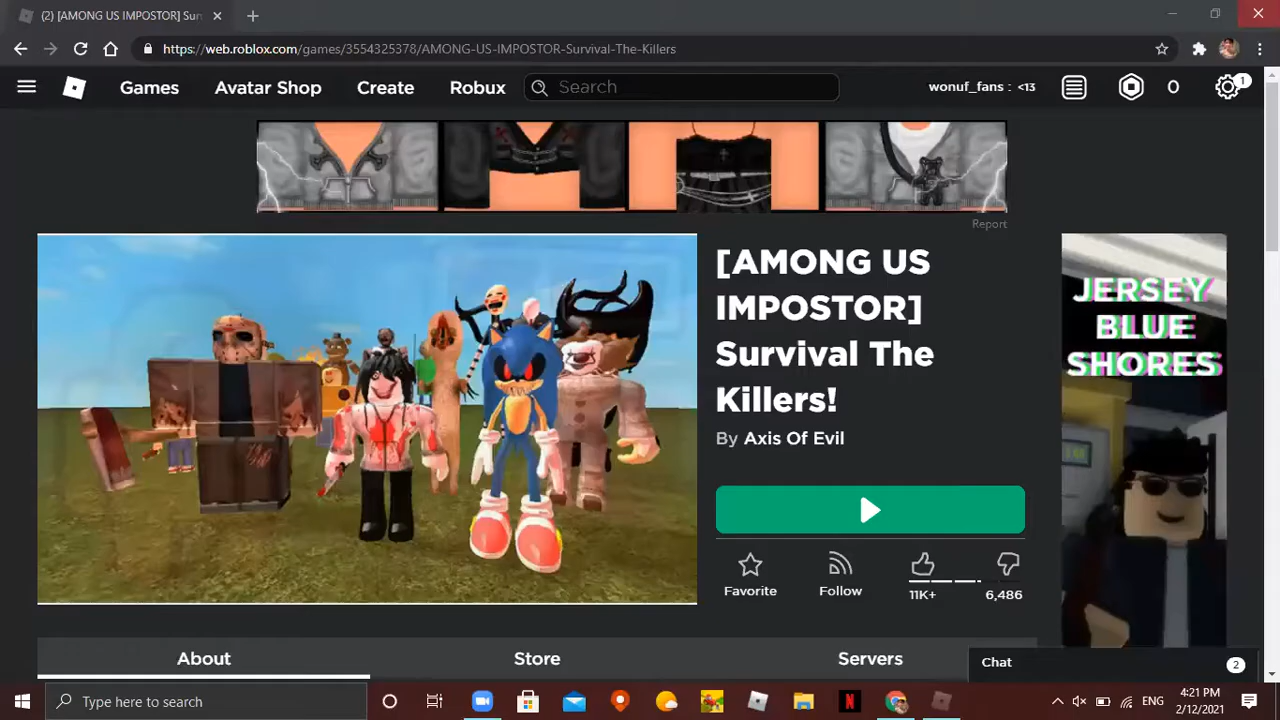 (2) [AMONG US IMPOSTOR] Sur
https://web.roblox.com/games/3554325378/AMONG-US-IMPOSTOR-Survival-The-Killers
Games
Avatar Shop
Create
Robux
Search
wonuf_fans : <13
0
1
Report
[AMONG US
IMPOSTOR]
Survival The
Killers!
By Axis Of Evil
JERSEY
BLUE
SHORES
Favorite
Follow
11K+
6,486
About
Store
Servers
Chat
2
Type here to search
ENG
4:21 PM
2/12/2021